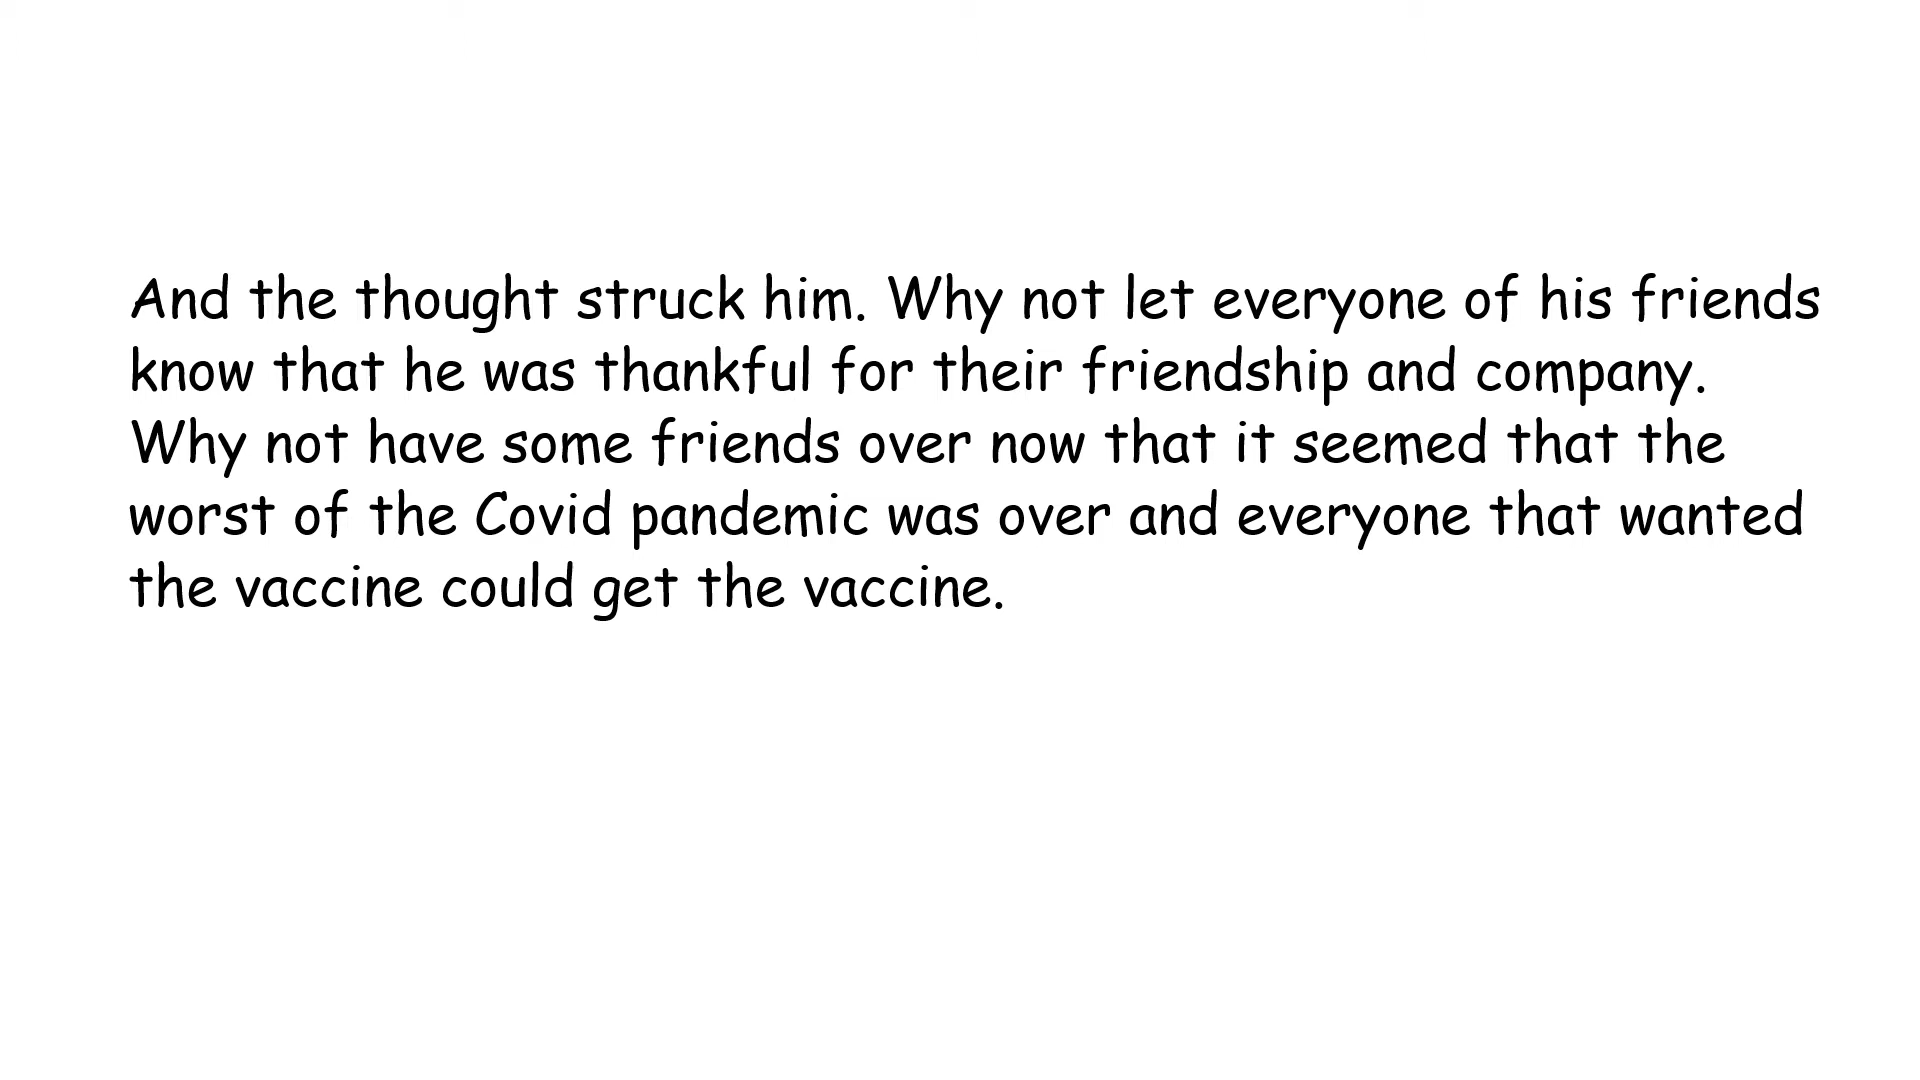 And the thought struck him. Why not let everyone of his friends
know that he was thankful for their friendship and company.
Why not have some friends over now that it seemed that the
worst of the Covid pandemic was over and everyone that wanted
the vaccine could get the vaccine.